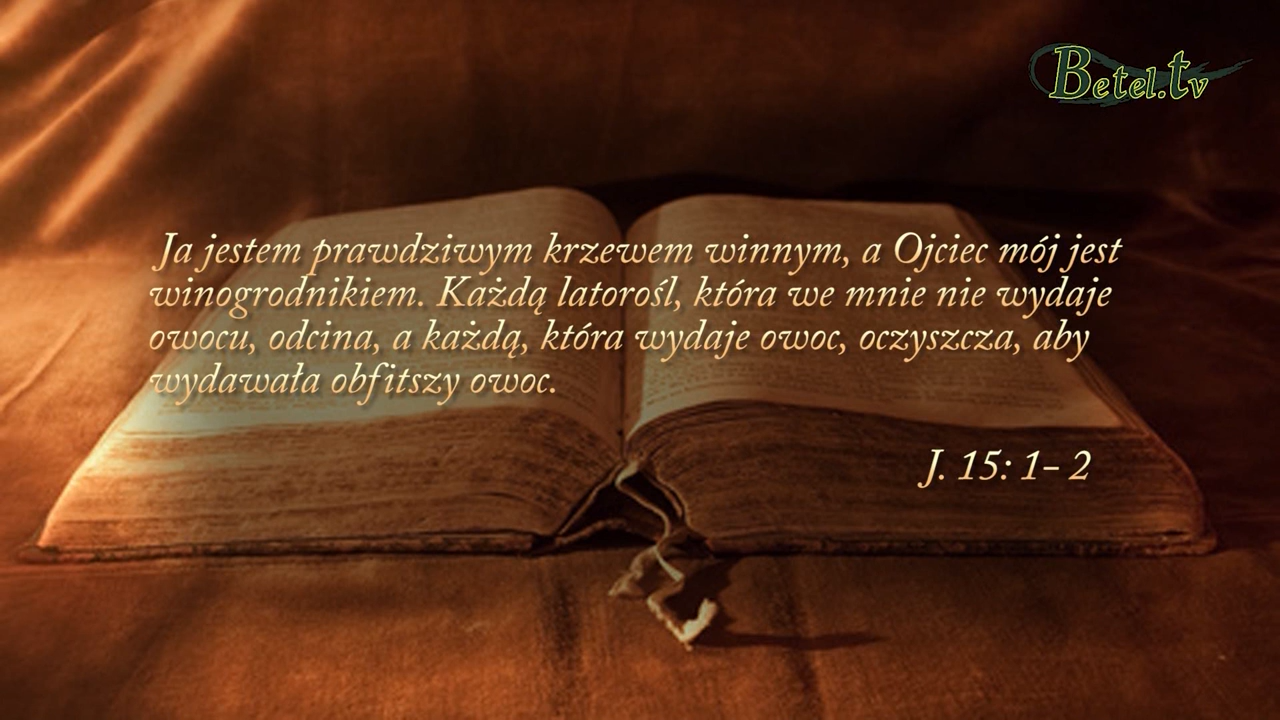 Betel.tv
Ja jestem prawdziwym krzewem winnym, a Ojciec mój jest
winogrodnikiem. Każdą latorośl, która we mnie nie wydaje
owocu, odcina, a każdą, która wydaje owoc, oczyszcza, aby
wydawała obfitszy owoc.
J. 15: 1- 2